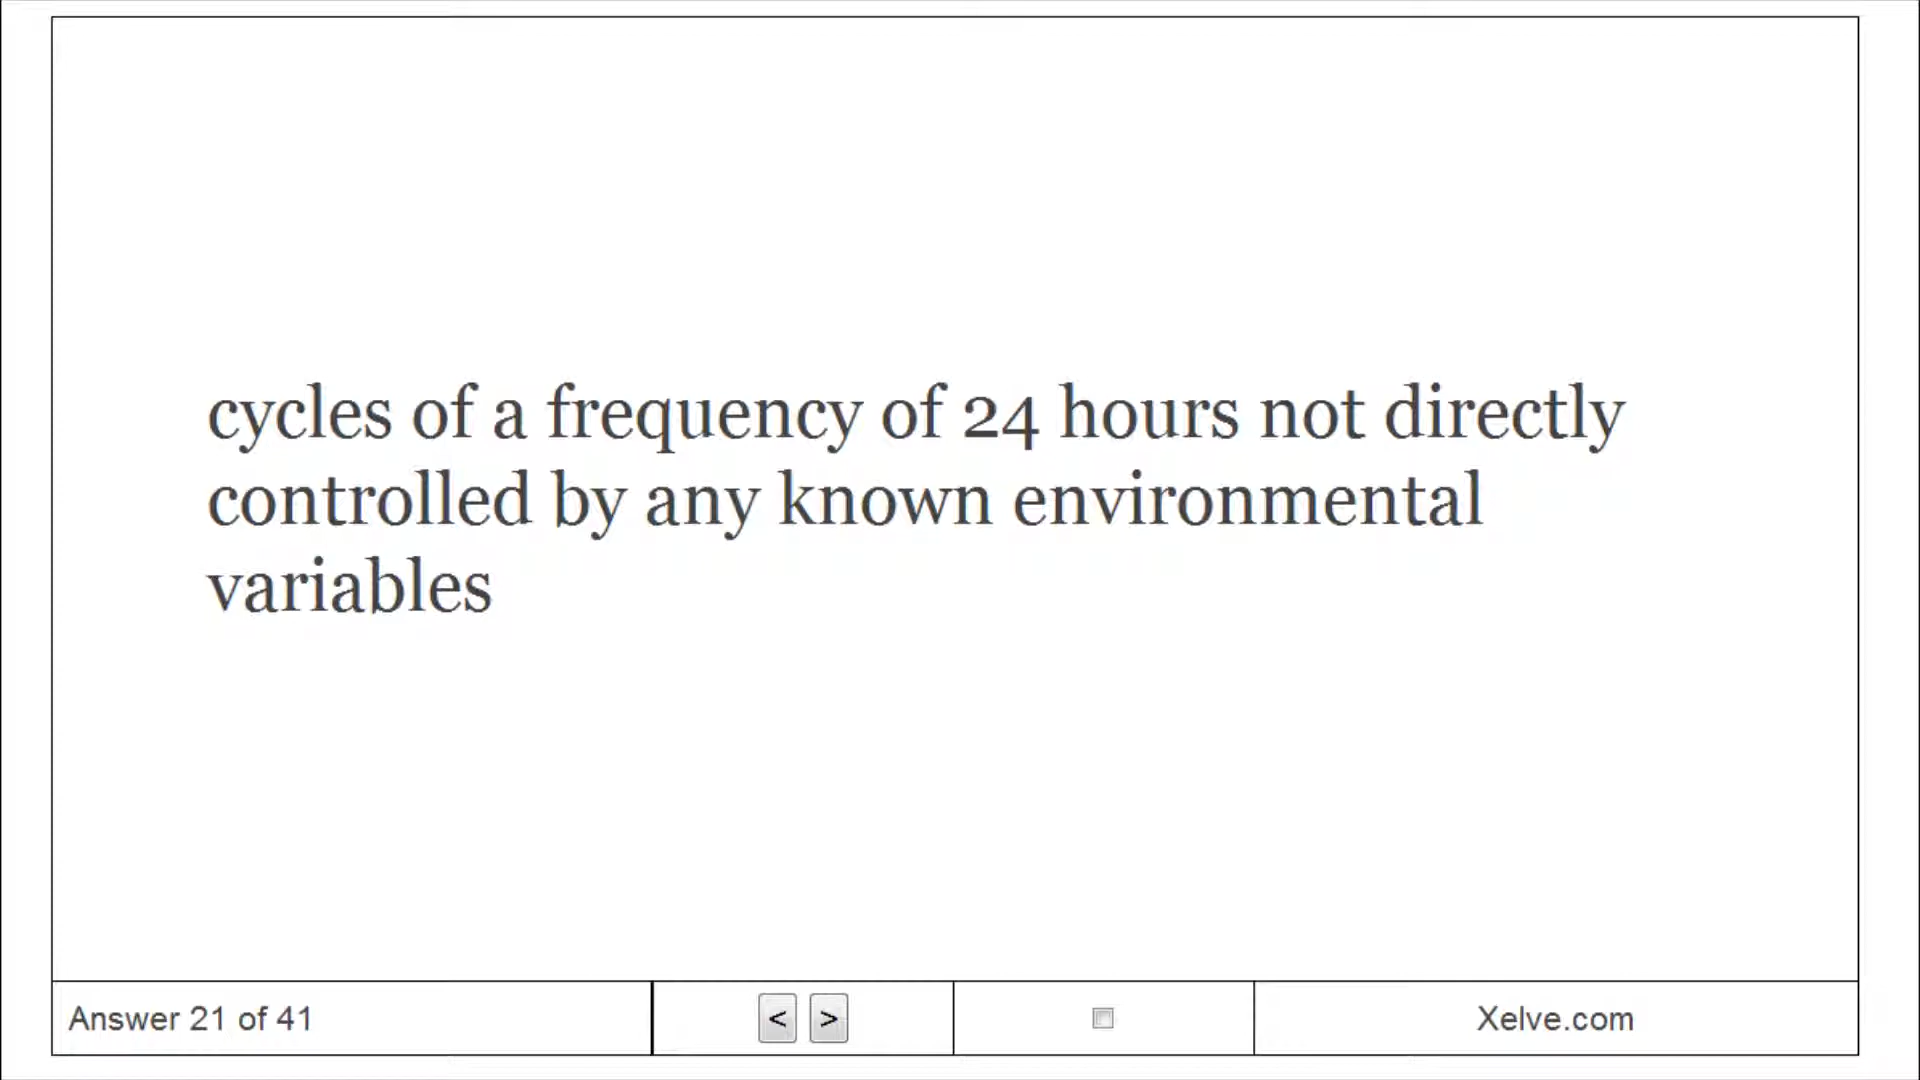 cycles of a frequency of 24 hours not directly
controlled by any known environmental
variables
Answer 21 of 41
< >
Xelve.com